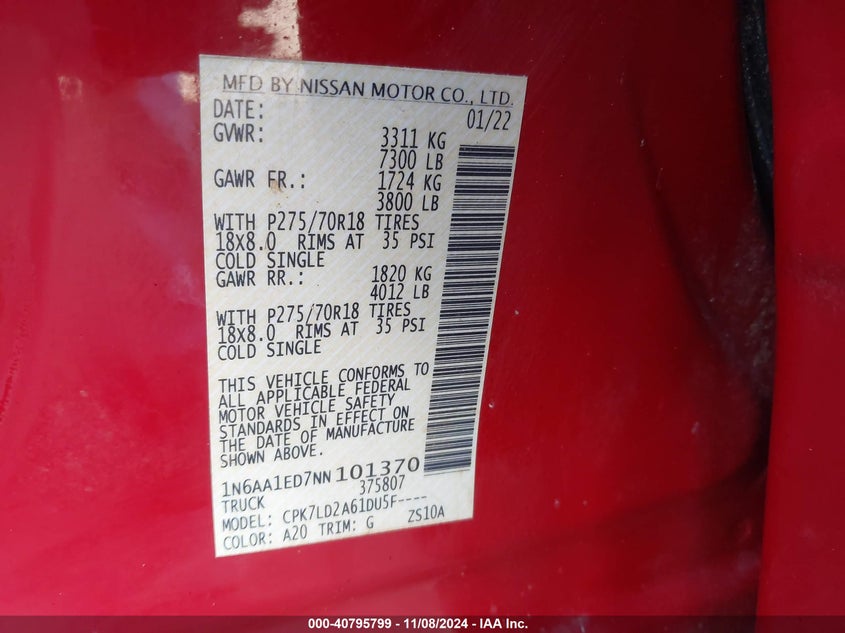 MFD BY NISSAN MOTOR CO., LTD.
DATE: 01/22
GVWR: 3311 KG
7300 LB
GAWR FR.: 1724 KG
3800 LB
WITH P275/70R18 TIRES
18X8.0 RIMS AT 35 PSI
COLD SINGLE
GAWR RR.: 1820 KG
4012 LB
WITH P275/70R18 TIRES
18X8.0 RIMS AT 35 PSI
COLD SINGLE
THIS VEHICLE CONFORMS TO
ALL APPLICABLE FEDERAL
MOTOR VEHICLE SAFETY
STANDARDS IN EFFECT ON
THE DATE OF MANUFACTURE
SHOWN ABOVE.
1N6AA1ED7NN101370
TRUCK 375807
MODEL: CPK7LD2A61DU5F----
COLOR: A20 TRIM: G ZS10A
000-40795799 - 11/08/2024 - IAA Inc.